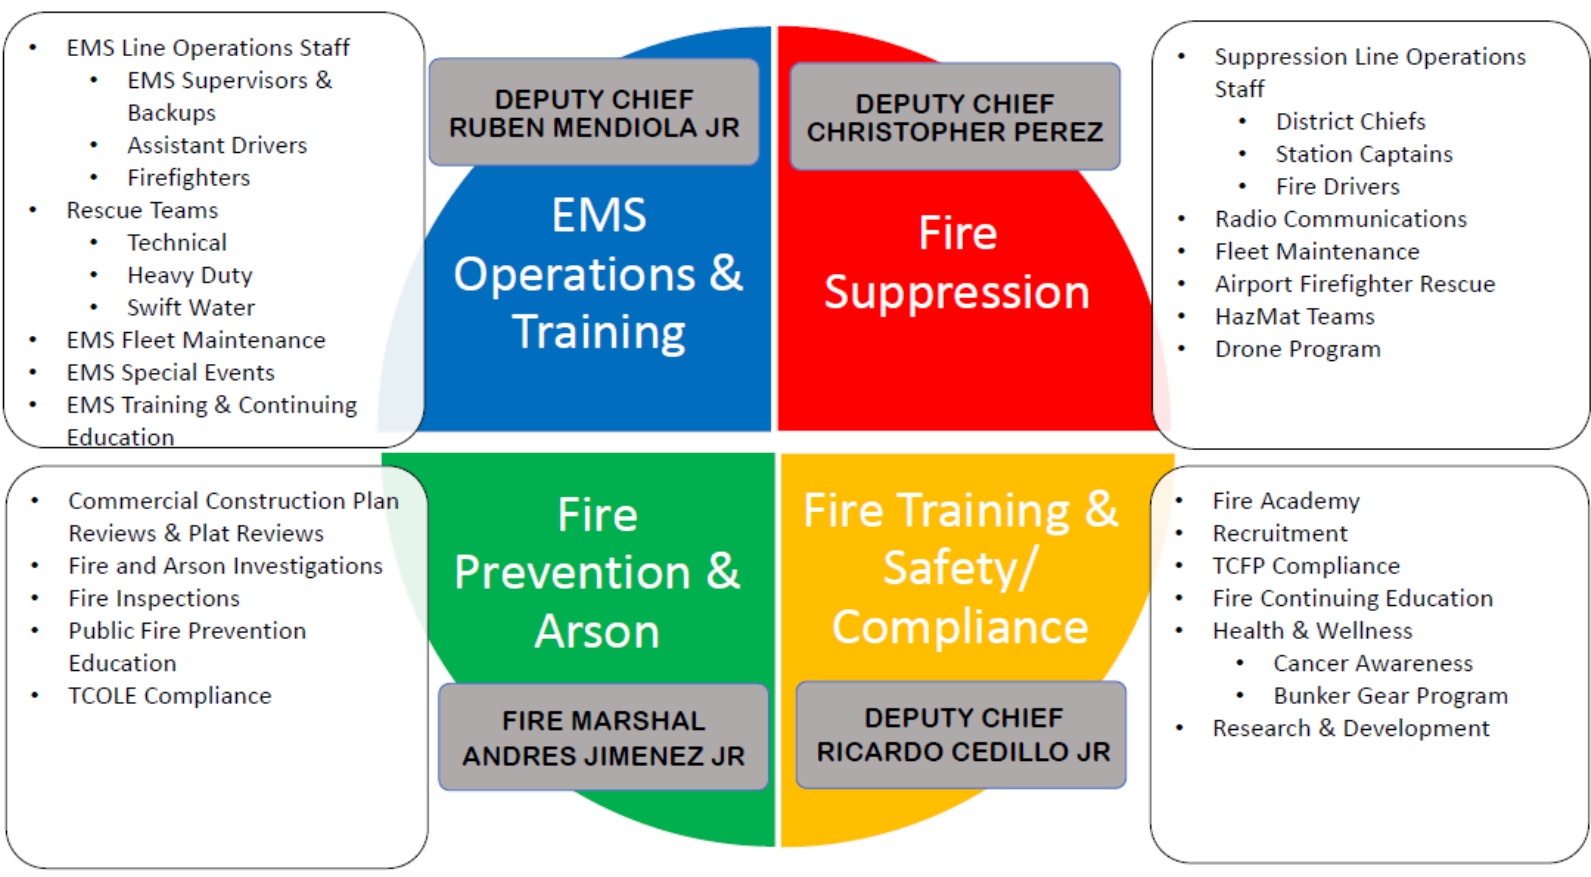 • EMS Line Operations Staff
• EMS Supervisors &
Backups
• Assistant Drivers
• Firefighters
• Rescue Teams
• Technical
• Heavy Duty
• Swift Water
• EMS Fleet Maintenance
• EMS Special Events
• EMS Training & Continuing
Education
DEPUTY CHIEF
RUBEN MENDIOLA JR
EMS
Operations &
Training
DEPUTY CHIEF
CHRISTOPHER PEREZ
Fire
Suppression
• Suppression Line Operations
Staff
• District Chiefs
• Station Captains
• Fire Drivers
• Radio Communications
• Fleet Maintenance
• Airport Firefighter Rescue
• HazMat Teams
• Drone Program
• Commercial Construction Plan
Reviews & Plat Reviews
• Fire and Arson Investigations
• Fire Inspections
• Public Fire Prevention
Education
• TCOLE Compliance
Fire
Prevention &
Arson
FIRE MARSHAL
ANDRES JIMENEZ JR
Fire Training &
Safety/
Compliance
DEPUTY CHIEF
RICARDO CEDILLO JR
• Fire Academy
• Recruitment
• TCFP Compliance
• Fire Continuing Education
• Health & Wellness
• Cancer Awareness
• Bunker Gear Program
• Research & Development